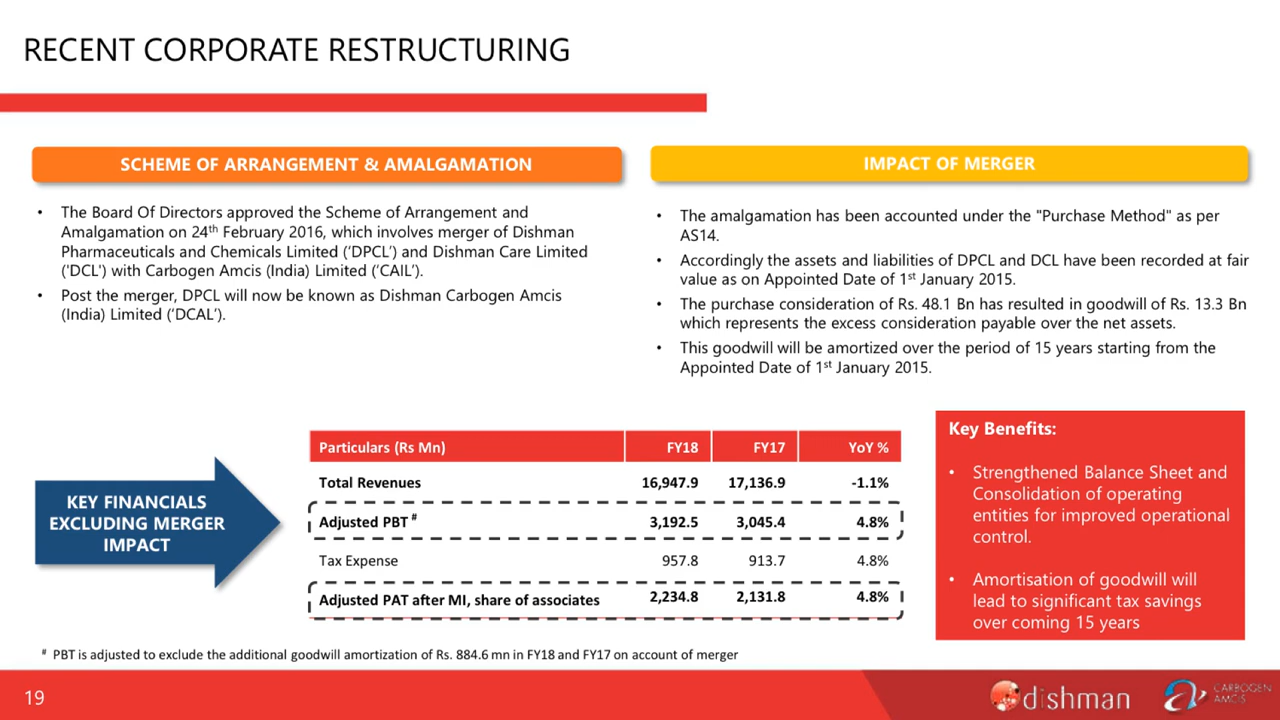 RECENT CORPORATE RESTRUCTURING
SCHEME OF ARRANGEMENT & AMALGAMATION
• The Board Of Directors approved the Scheme of Arrangement and
Amalgamation on 24th February 2016, which involves merger of Dishman
Pharmaceuticals and Chemicals Limited (‘DPCL’) and Dishman Care Limited
('DCL') with Carbogen Amcis (India) Limited (‘CAIL’).
• Post the merger, DPCL will now be known as Dishman Carbogen Amcis
(India) Limited (‘DCAL’).
IMPACT OF MERGER
• The amalgamation has been accounted under the "Purchase Method" as per
AS14.
• Accordingly the assets and liabilities of DPCL and DCL have been recorded at fair
value as on Appointed Date of 1st January 2015.
• The purchase consideration of Rs. 48.1 Bn has resulted in goodwill of Rs. 13.3 Bn
which represents the excess consideration payable over the net assets.
• This goodwill will be amortized over the period of 15 years starting from the
Appointed Date of 1st January 2015.
KEY FINANCIALS
EXCLUDING MERGER
IMPACT
Particulars (Rs Mn) FY18 FY17 YoY %
Total Revenues 16,947.9 17,136.9 -1.1%
Adjusted PBT # 3,192.5 3,045.4 4.8%
Tax Expense 957.8 913.7 4.8%
Adjusted PAT after MI, share of associates 2,234.8 2,131.8 4.8%
Key Benefits:
• Strengthened Balance Sheet and
Consolidation of operating
entities for improved operational
control.
• Amortisation of goodwill will
lead to significant tax savings
over coming 15 years
# PBT is adjusted to exclude the additional goodwill amortization of Rs. 884.6 mn in FY18 and FY17 on account of merger
19
dishman
CARBOGEN
AMCIS